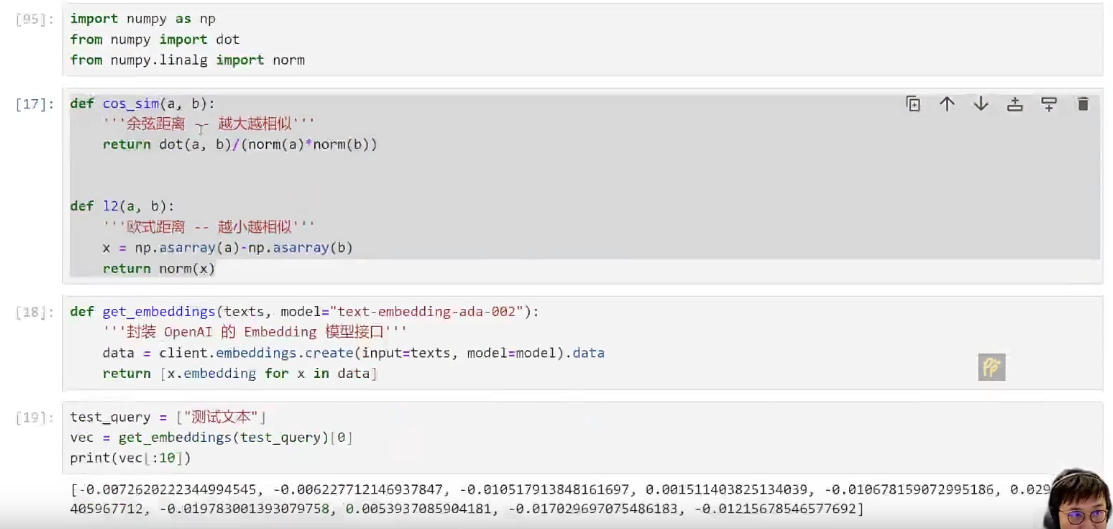 [95]: import numpy as np
from numpy import dot
from numpy.linalg import norm
[17]: def cos_sim(a, b):
    '''余弦距离 -- 越大越相似'''
    return dot(a, b)/(norm(a)*norm(b))
def l2(a, b):
    '''欧式距离 -- 越小越相似'''
    x = np.asarray(a)-np.asarray(b)
    return norm(x)
[18]: def get_embeddings(texts, model="text-embedding-ada-002"):
    '''封装 OpenAI 的 Embedding 模型接口'''
    data = client.embeddings.create(input=texts, model=model).data
    return [x.embedding for x in data]
[19]: test_query = ["测试文本"]
vec = get_embeddings(test_query)[0]
print(vec[:10])
[-0.0072620222344994545, -0.006227712146937847, -0.010517913848161697, 0.001511403825134039, -0.010678159072995186, 0.029
405967712, -0.019783001393079758, 0.0053937085904181, -0.017029697075486183, -0.01215678546577692]